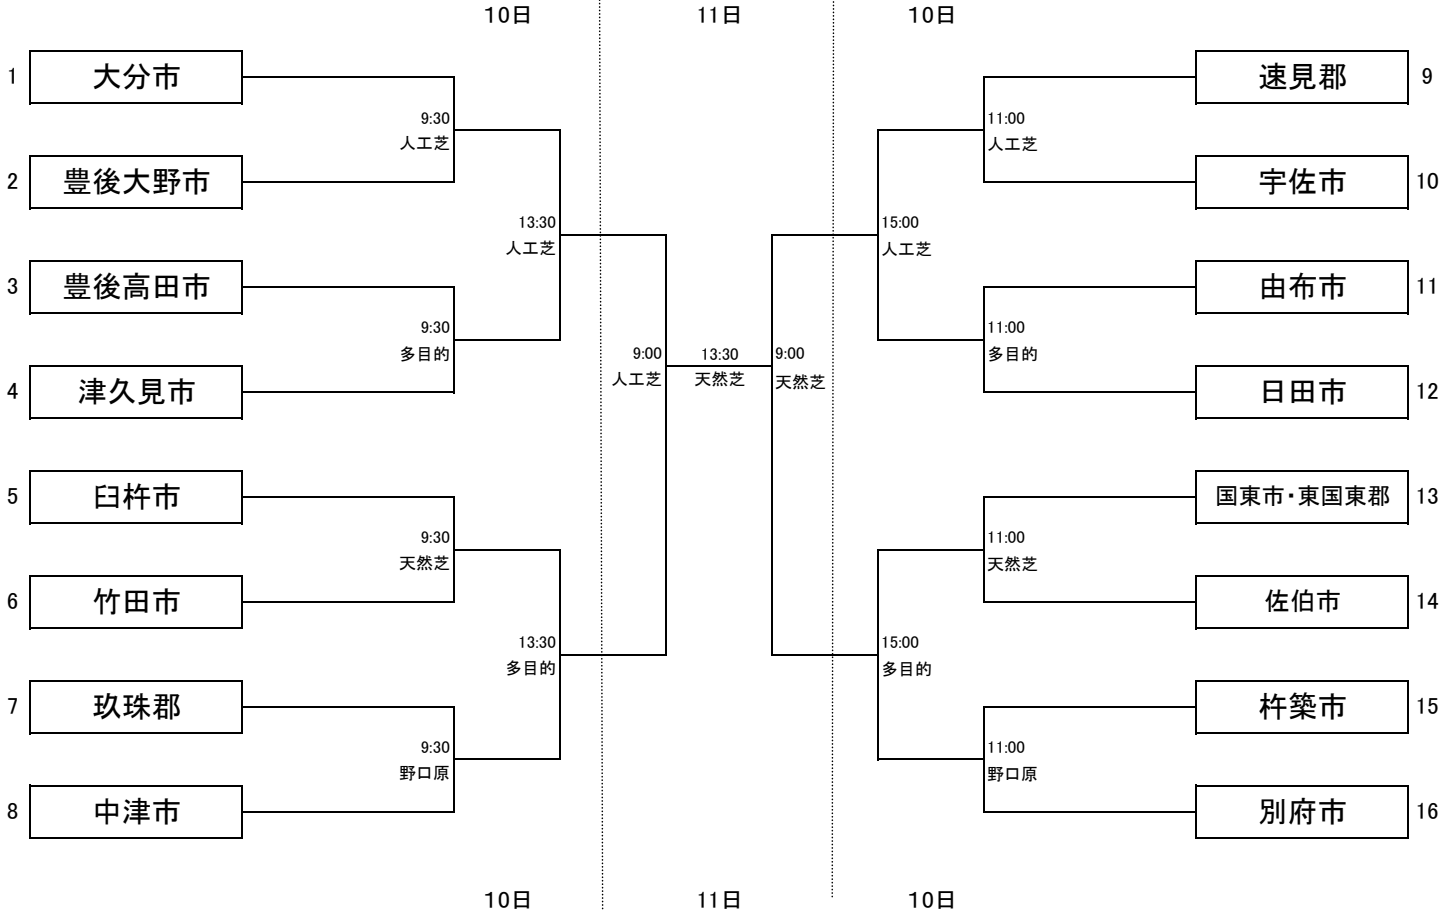 10日
11日
10日
1
大分市
2
豊後大野市
3
豊後高田市
4
津久見市
5
臼杵市
6
竹田市
7
玖珠郡
8
中津市
9:30
人工芝
9:30
多目的
9:30
天然芝
9:30
野口原
13:30
人工芝
13:30
多目的
9:00
人工芝
13:30
天然芝
9:00
天然芝
15:00
人工芝
15:00
多目的
11:00
人工芝
11:00
多目的
11:00
天然芝
11:00
野口原
速見郡
9
宇佐市
10
由布市
11
日田市
12
国東市・東国東郡
13
佐伯市
14
杵築市
15
別府市
16
10日
11日
10日